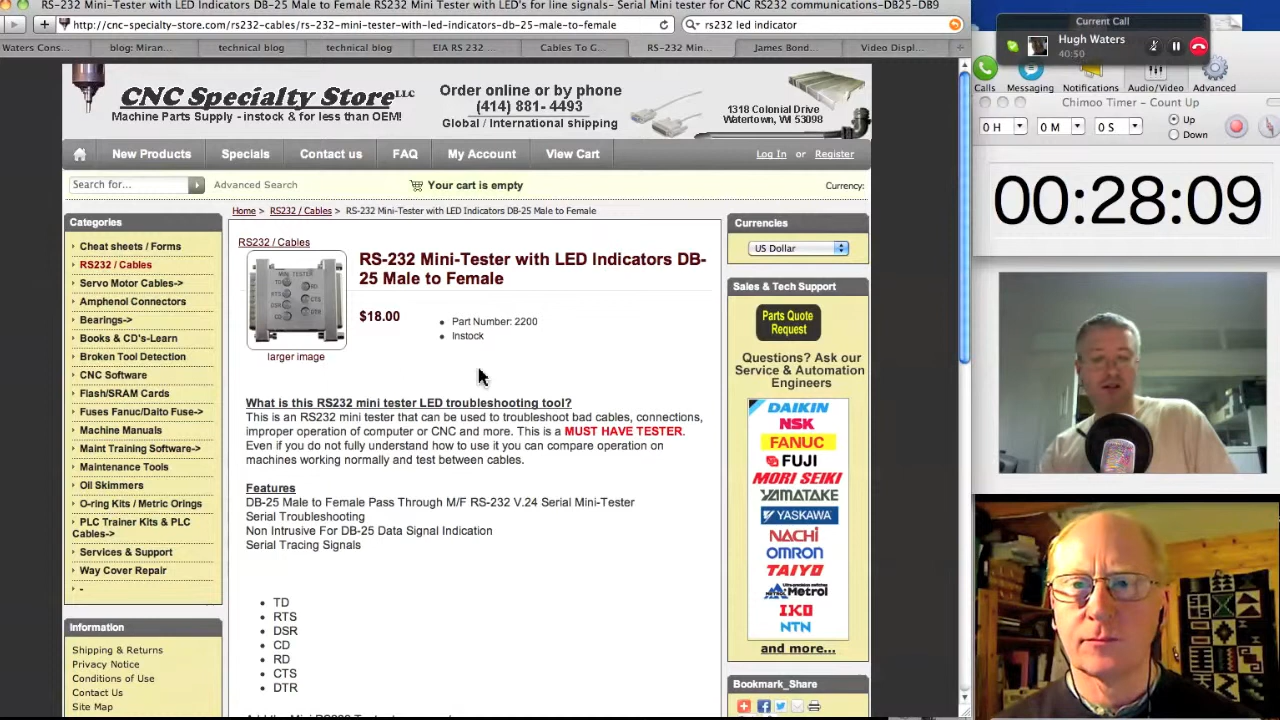 RS-232 Mini-Tester with LED Indicators DB-25 Male to Female RS232 Mini Tester with LED's for line signals- Serial Mini tester for CNC RS232 communications-DB25-DB9
http://cnc-specialty-store.com/rs232-cables/rs-232-mini-tester-with-led-indicators-db-25-male-to-female
rs232 led indicator
Waters Cons...
blog: Miran...
technical blog
technical blog
EIA RS 232 ...
Cables To G...
RS-232 Min...
James Bond...
Video Displ...
CNC Specialty Store LLC
Machine Parts Supply - instock & for less than OEM!
Order online or by phone
(414) 881- 4493
Global / International shipping
1318 Colonial Drive
Watertown, WI 53098
New Products
Specials
Contact us
FAQ
My Account
View Cart
Log In or Register
Search for...
Advanced Search
Your cart is empty
Currency:
Home > RS232 / Cables > RS-232 Mini-Tester with LED Indicators DB-25 Male to Female
Categories
Cheat sheets / Forms
RS232 / Cables
Servo Motor Cables->
Amphenol Connectors
Bearings->
Books & CD's-Learn
Broken Tool Detection
CNC Software
Flash/SRAM Cards
Fuses Fanuc/Daito Fuse->
Machine Manuals
Maint Training Software->
Maintenance Tools
Oil Skimmers
O-ring Kits / Metric Orings
PLC Trainer Kits & PLC
Cables->
Services & Support
Way Cover Repair
-
Information
Shipping & Returns
Privacy Notice
Conditions of Use
Contact Us
Site Map
RS232 / Cables
MINI TESTER
TD
RTS
DSR
CD
RD
CTS
DTR
larger image
RS-232 Mini-Tester with LED Indicators DB-
25 Male to Female
$18.00
Part Number: 2200
Instock
What is this RS232 mini tester LED troubleshooting tool?
This is an RS232 mini tester that can be used to troubleshoot bad cables, connections,
improper operation of computer or CNC and more. This is a MUST HAVE TESTER.
Even if you do not fully understand how to use it you can compare operation on
machines working normally and test between cables.
Features
DB-25 Male to Female Pass Through M/F RS-232 V.24 Serial Mini-Tester
Serial Troubleshooting
Non Intrusive For DB-25 Data Signal Indication
Serial Tracing Signals
TD
RTS
DSR
CD
RD
CTS
DTR
Currencies
US Dollar
Sales & Tech Support
Parts Quote
Request
Questions? Ask our
Service & Automation
Engineers
DAIKIN
NSK
FANUC
FUJI
MORI SEIKI
YAMATAKE
YASKAWA
NACHI
OMRON
TAIYO
Metrol
IKO
NTN
and more...
Bookmark_Share
Current Call
Hugh Waters
40:50
Calls
Messaging
Notifications
Audio/Video
Advanced
Chimoo Timer - Count Up
0 H
0 M
0 S
Up
Down
00:28:09